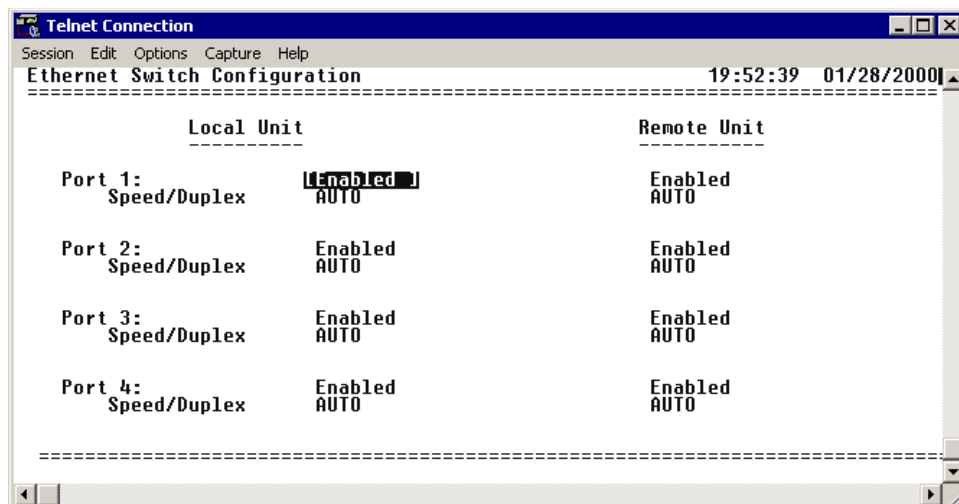 Telnet Connection
Session Edit Options Capture Help
Ethernet Switch Configuration 19:52:39 01/28/2000
================================================================================
Local Unit Remote Unit
---------- ----------
Port 1: [Enabled ] Enabled
Speed/Duplex AUTO AUTO
Port 2: Enabled Enabled
Speed/Duplex AUTO AUTO
Port 3: Enabled Enabled
Speed/Duplex AUTO AUTO
Port 4: Enabled Enabled
Speed/Duplex AUTO AUTO
================================================================================